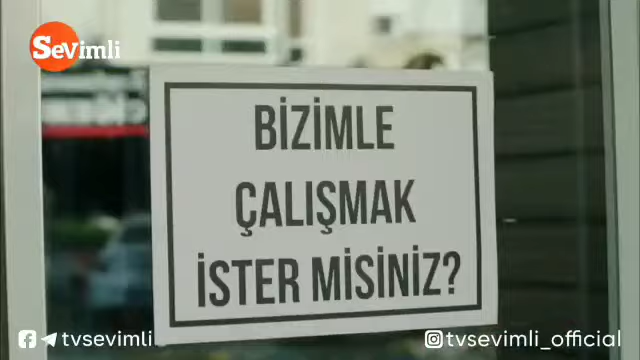 Sevimli
BİZİMLE
ÇALIŞMAK
İSTER MİSİNİZ?
tvsevimli
tvsevimli_official